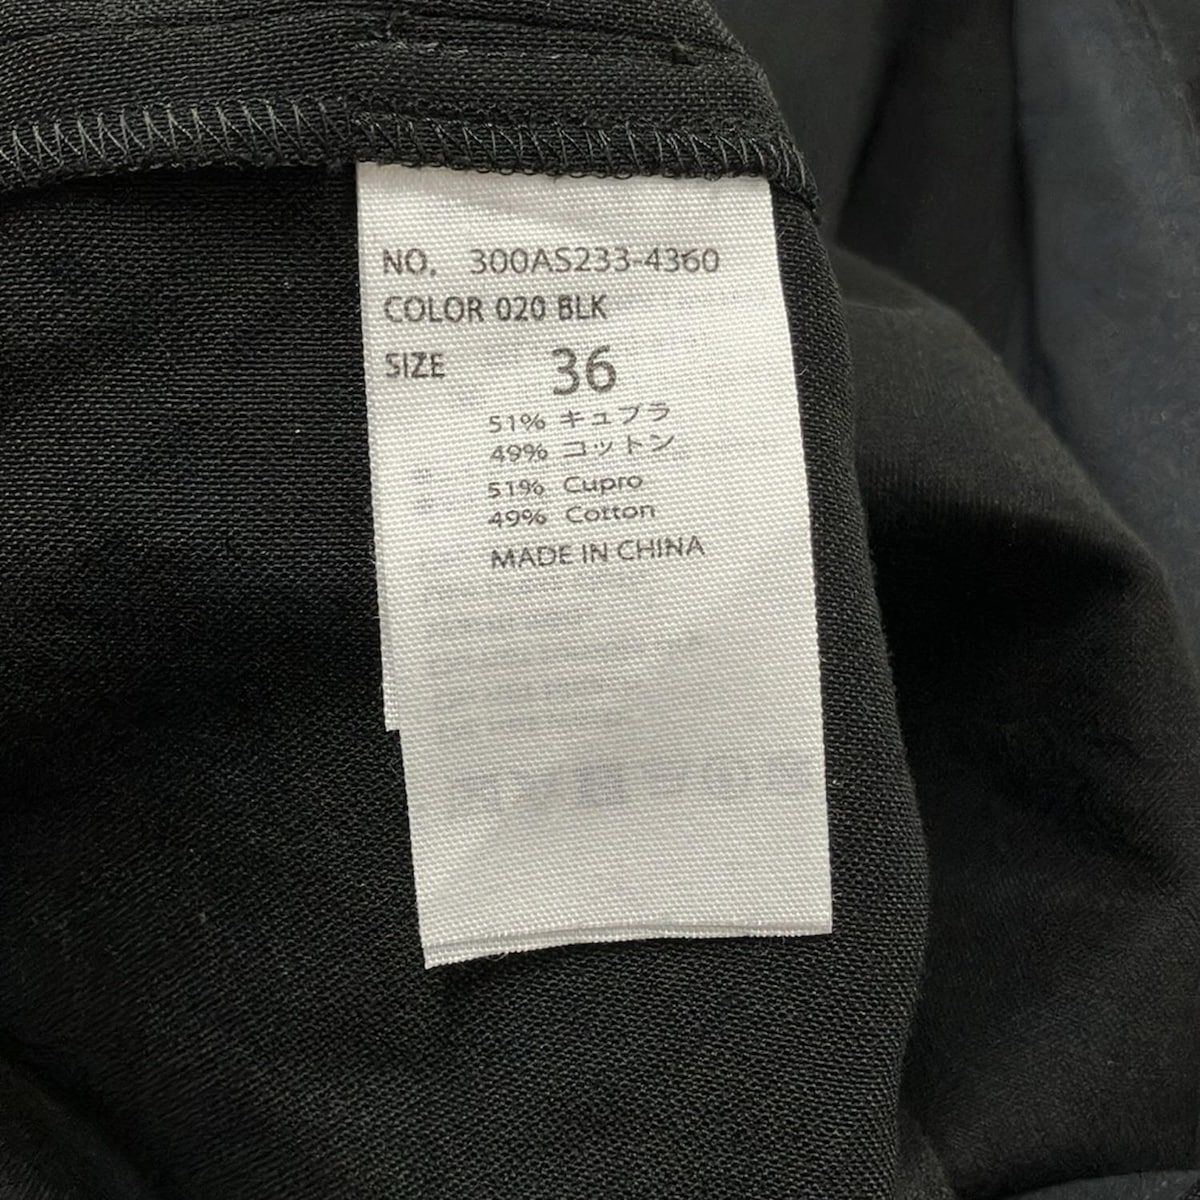 NO. 300AS233-4360
COLOR 020 BLK
SIZE 36
51% キュプラ
49% コットン
51% Cupro
49% Cotton
MADE IN CHINA